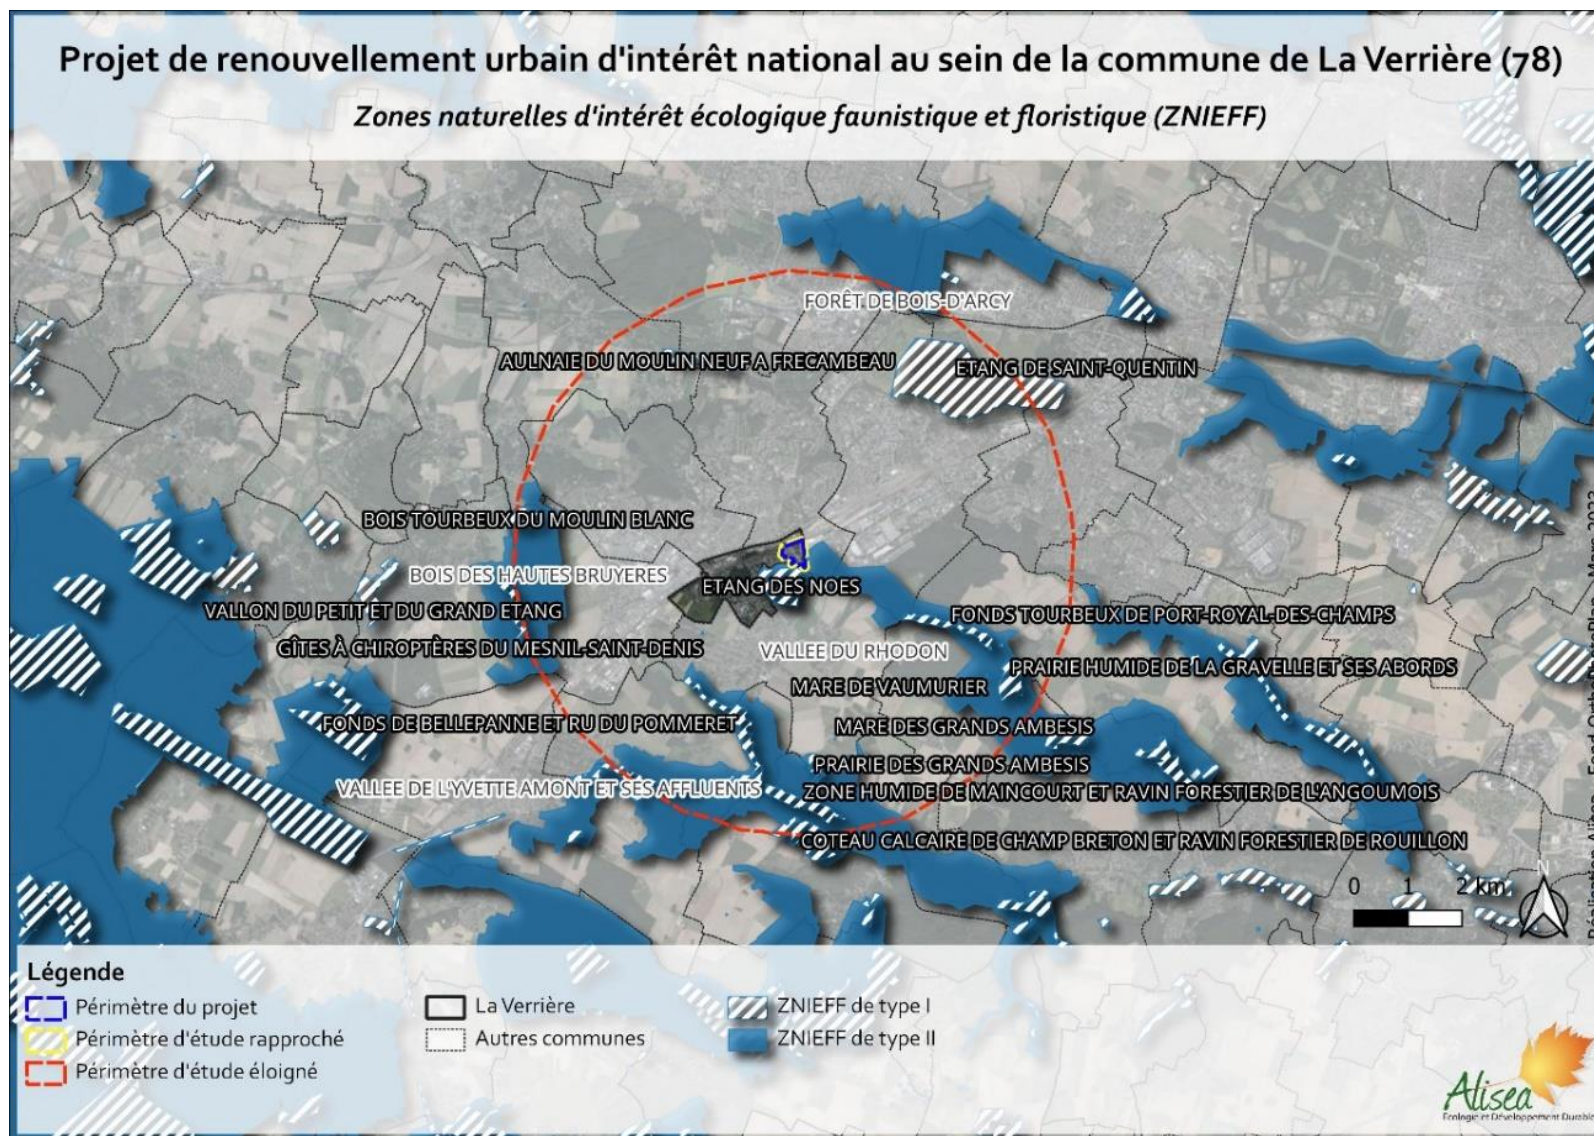 Projet de renouvellement urbain d'intérêt national au sein de la commune de La Verrière (78)
Zones naturelles d'intérêt écologique faunistique et floristique (ZNIEFF)
FORÊT DE BOIS-D'ARCY
AULNAIE DU MOULIN NEUF A FRECAMBEAU
ETANG DE SAINT-QUENTIN
BOIS TOURBEUX DU MOULIN BLANC
BOIS DES HAUTES BRUYERES
ETANG DES NOES
VALLON DU PETIT ET DU GRAND ETANG
FONDS TOURBEUX DE PORT-ROYAL-DES-CHAMPS
GÎTES À CHIROPTÈRES DU MESNIL-SAINT-DENIS
VALLEE DU RHODON
PRAIRIE HUMIDE DE LA GRAVELLE ET SES ABORDS
MARE DE VAUMURIER
FONDS DE BELLEPANNE ET RU DU POMMERET
MARE DES GRANDS AMBESIS
PRAIRIE DES GRANDS AMBESIS
VALLEE DE L'YVETTE AMONT ET SES AFFLUENTS
ZONE HUMIDE DE MAINCOURT ET RAVIN FORESTIER DE L'ANGOUMOIS
COTEAU CALCAIRE DE CHAMP BRETON ET RAVIN FORESTIER DE ROUILLON
N
0 1 2 km
Légende
Périmètre du projet
Périmètre d'étude rapproché
Périmètre d'étude éloigné
La Verrière
Autres communes
ZNIEFF de type I
ZNIEFF de type II
Alisea
Ecologie et Développement Durable